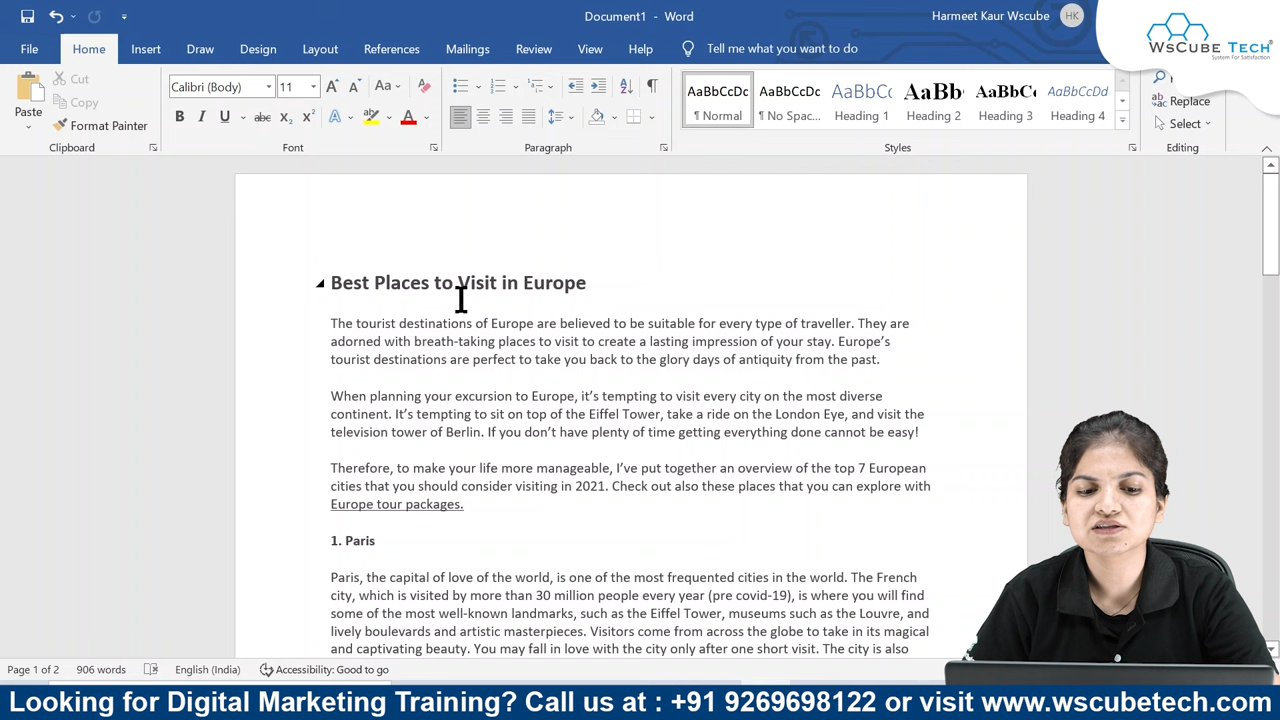 Document1 - Word
Harmeet Kaur Wscube HK
WsCube Tech
System For Satisfaction
File Home Insert Draw Design Layout References Mailings Review View Help Tell me what you want to do
Cut
Copy
Format Painter
Paste
Clipboard
Calibri (Body) 11
Font
Paragraph
AaBbCcDc AaBbCcDc AaBbCc AaBb AaBbCc AaBbCcDd
¶ Normal ¶ No Spac... Heading 1 Heading 2 Heading 3 Heading 4
Styles
Replace
Select
Editing
Best Places to Visit in Europe
The tourist destinations of Europe are believed to be suitable for every type of traveller. They are
adorned with breath-taking places to visit to create a lasting impression of your stay. Europe’s
tourist destinations are perfect to take you back to the glory days of antiquity from the past.
When planning your excursion to Europe, it’s tempting to visit every city on the most diverse
continent. It’s tempting to sit on top of the Eiffel Tower, take a ride on the London Eye, and visit the
television tower of Berlin. If you don’t have plenty of time getting everything done cannot be easy!
Therefore, to make your life more manageable, I’ve put together an overview of the top 7 European
cities that you should consider visiting in 2021. Check out also these places that you can explore with
Europe tour packages.
1. Paris
Paris, the capital of love of the world, is one of the most frequented cities in the world. The French
city, which is visited by more than 30 million people every year (pre covid-19), is where you will find
some of the most well-known landmarks, such as the Eiffel Tower, museums such as the Louvre, and
lively boulevards and artistic masterpieces. Visitors come from across the globe to take in its magical
and captivating beauty. You may fall in love with the city only after one short visit. The city is also
Page 1 of 2 906 words English (India) Accessibility: Good to go
Looking for Digital Marketing Training? Call us at : +91 9269698122 or visit www.wscubetech.com